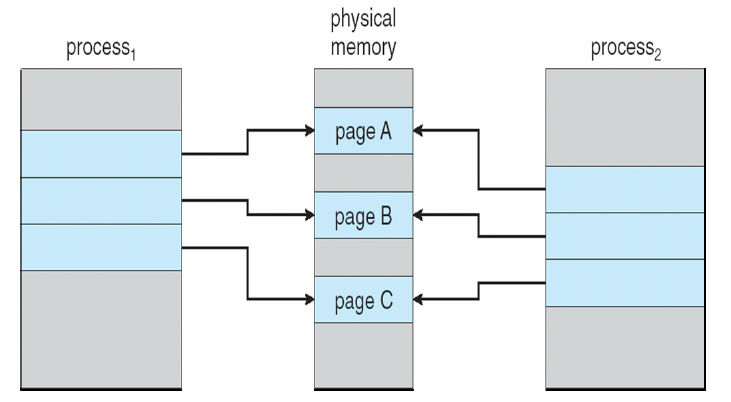 process₁
physical
memory
process₂
page A
page B
page C